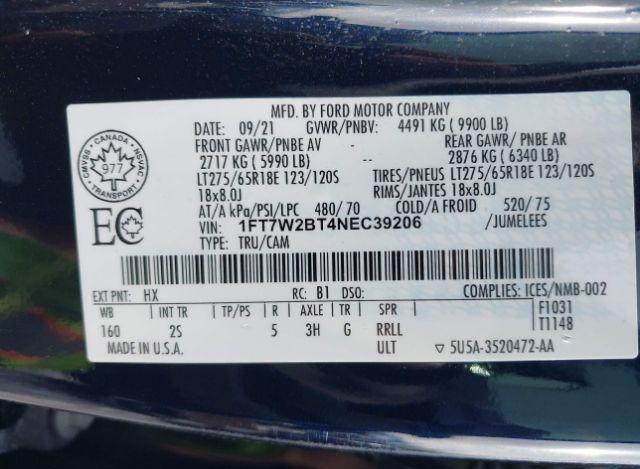 MFD. BY FORD MOTOR COMPANY
DATE: 09/21 GVWR/PNBV: 4491 KG ( 9900 LB)
FRONT GAWR/PNBE AV - REAR GAWR/ PNBE AR
2717 KG ( 5990 LB) -- 2876 KG ( 6340 LB)
LT275/65R18E 123/120S TIRES/PNEUS LT275/65R18E 123/120S
18x8.0J RIMS/JANTES 18x8.0J
AT/A kPa/PSI/LPC 480/ 70 COLD/A FROID 520/ 75
VIN: 1FT7W2BT4NEC39206 /JUMELEES
TYPE: TRU/CAM
CANADA
CMVSS NSVAC
977
TRANSPORT
EC
EXT PNT: HX RC: B1 DSO: COMPLIES: ICES/NMB-002
WB INT TR TP/PS R AXLE TR SPR F1031
160 2S 5 3H G RRLL T1148
MADE IN U.S.A. ULT ▽ 5U5A-3520472-AA